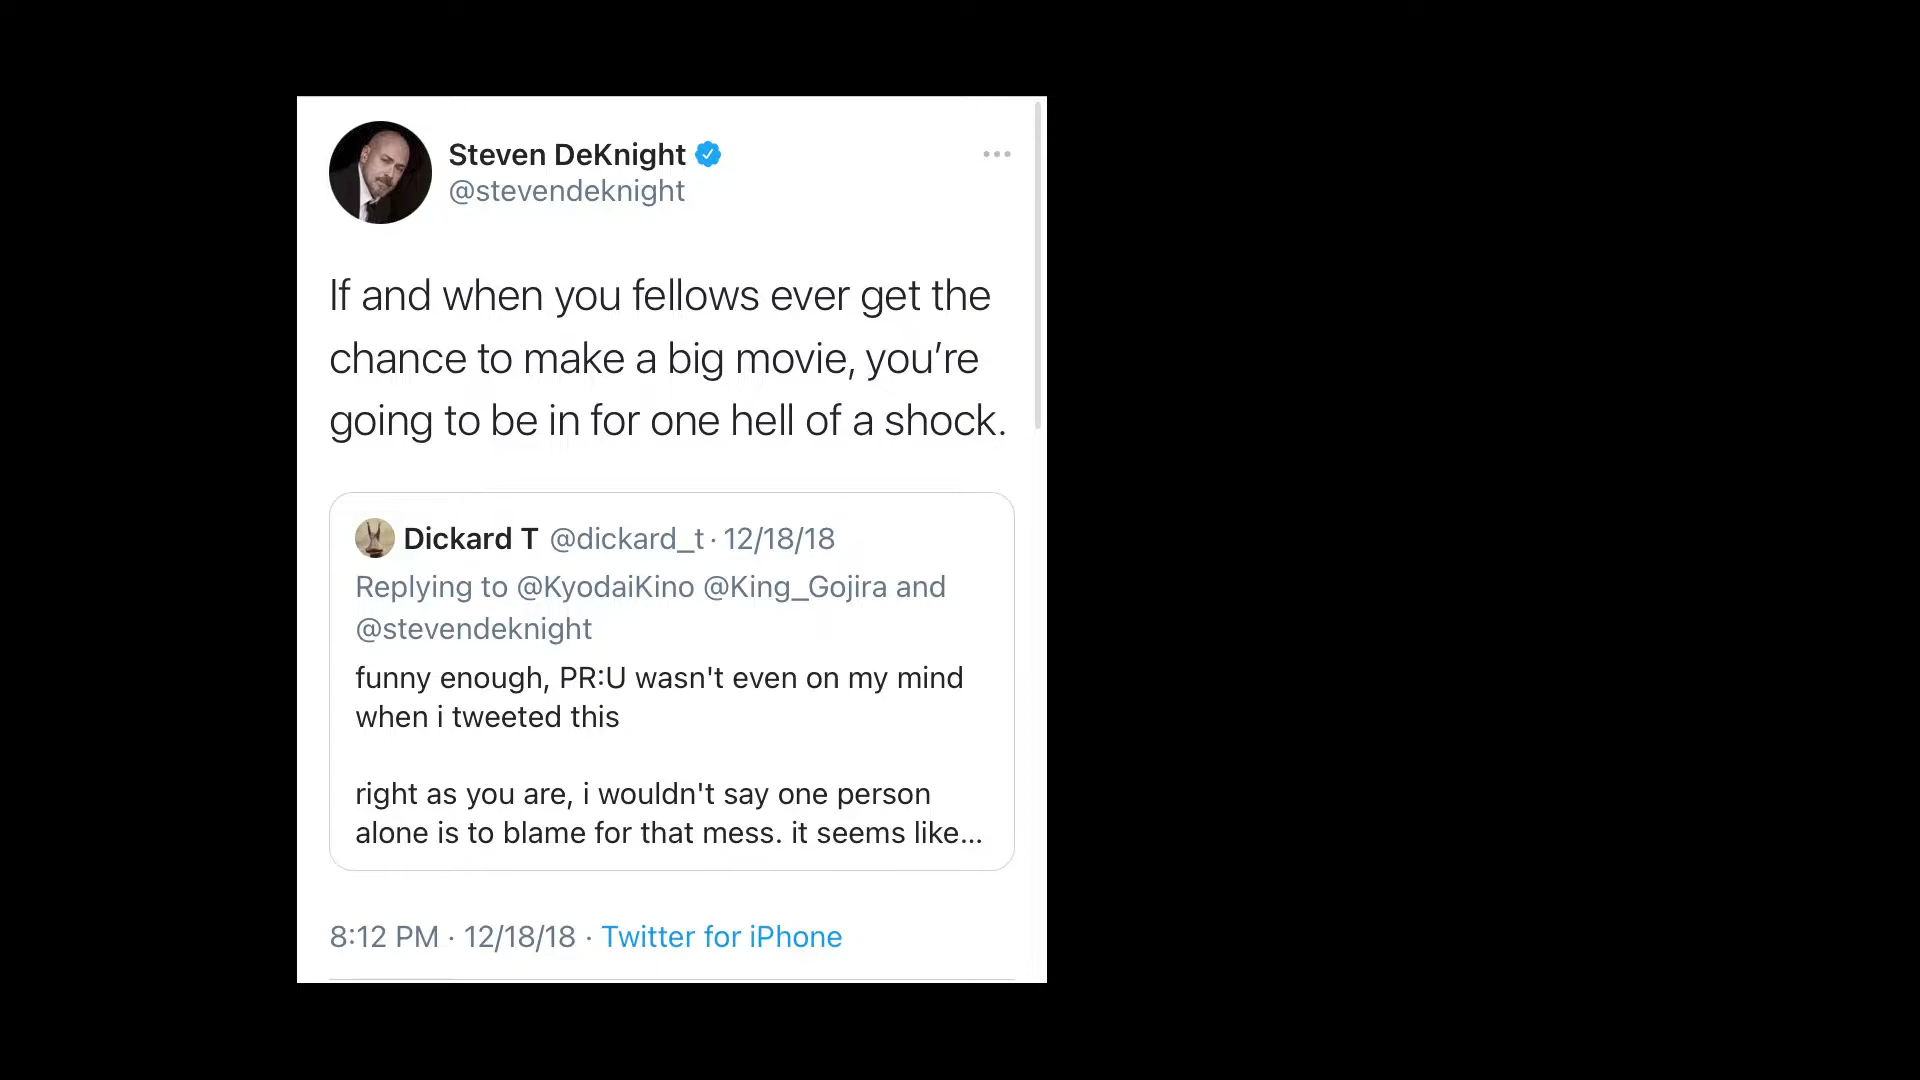 Steven DeKnight
@stevendeknight
If and when you fellows ever get the
chance to make a big movie, you’re
going to be in for one hell of a shock.
Dickard T @dickard_t · 12/18/18
Replying to @KyodaiKino @King_Gojira and
@stevendeknight
funny enough, PR:U wasn't even on my mind
when i tweeted this
right as you are, i wouldn't say one person
alone is to blame for that mess. it seems like...
8:12 PM · 12/18/18 · Twitter for iPhone